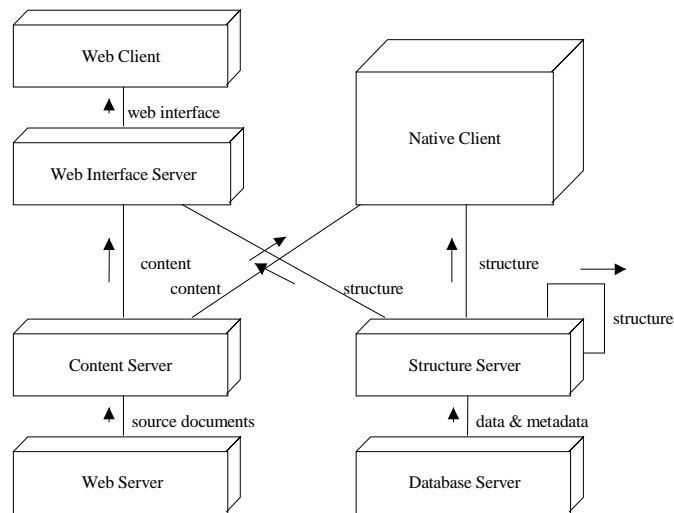 Web Client
web interface
Native Client
Web Interface Server
content
structure
content
structure
structure
Content Server
Structure Server
source documents
data & metadata
Web Server
Database Server